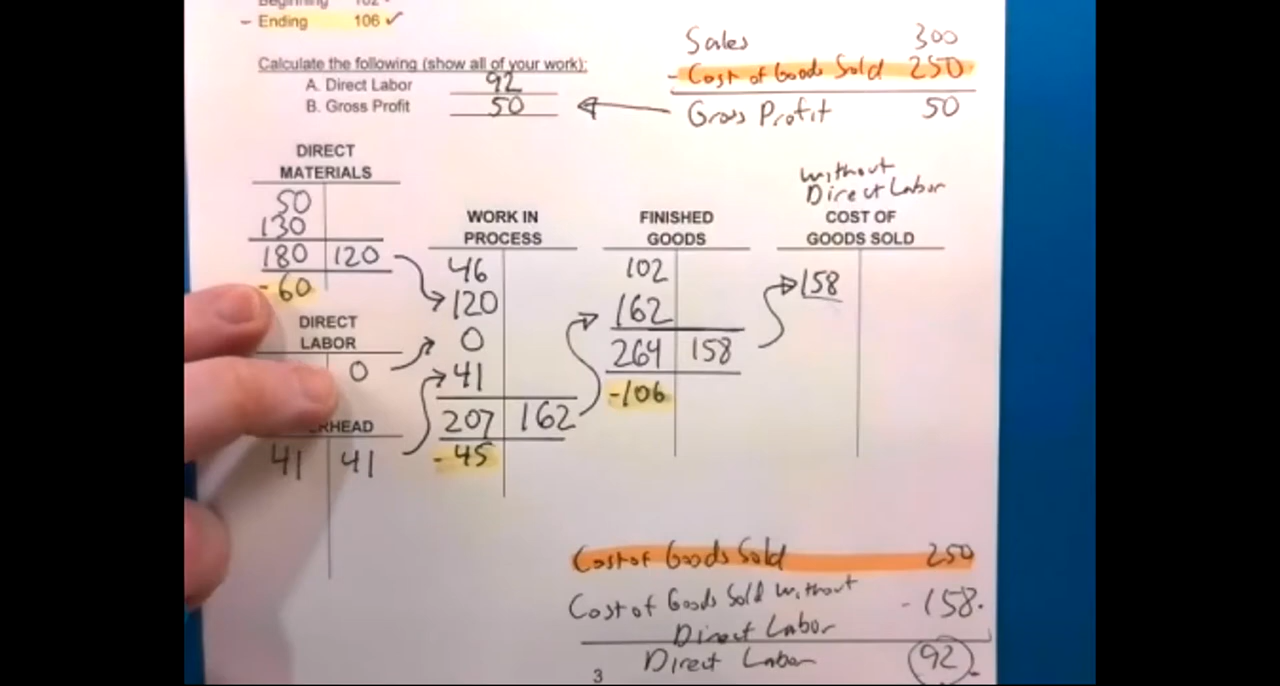 Beginning 102
- Ending 106 ✓
Calculate the following (show all of your work):
A. Direct Labor 92
B. Gross Profit 50
Sales 300
- Cost of Goods Sold 250
Gross Profit 50
DIRECT
MATERIALS
50
130
180 120
- 60
DIRECT
LABOR
0
RHEAD
41 41
WORK IN
PROCESS
46
120
0
41
207 162
- 45
FINISHED
GOODS
102
162
264 158
-106
without
Direct Labor
COST OF
GOODS SOLD
158
Cost of Goods Sold 250
Cost of Goods Sold without - 158.
Direct Labor
Direct Labor 92
3